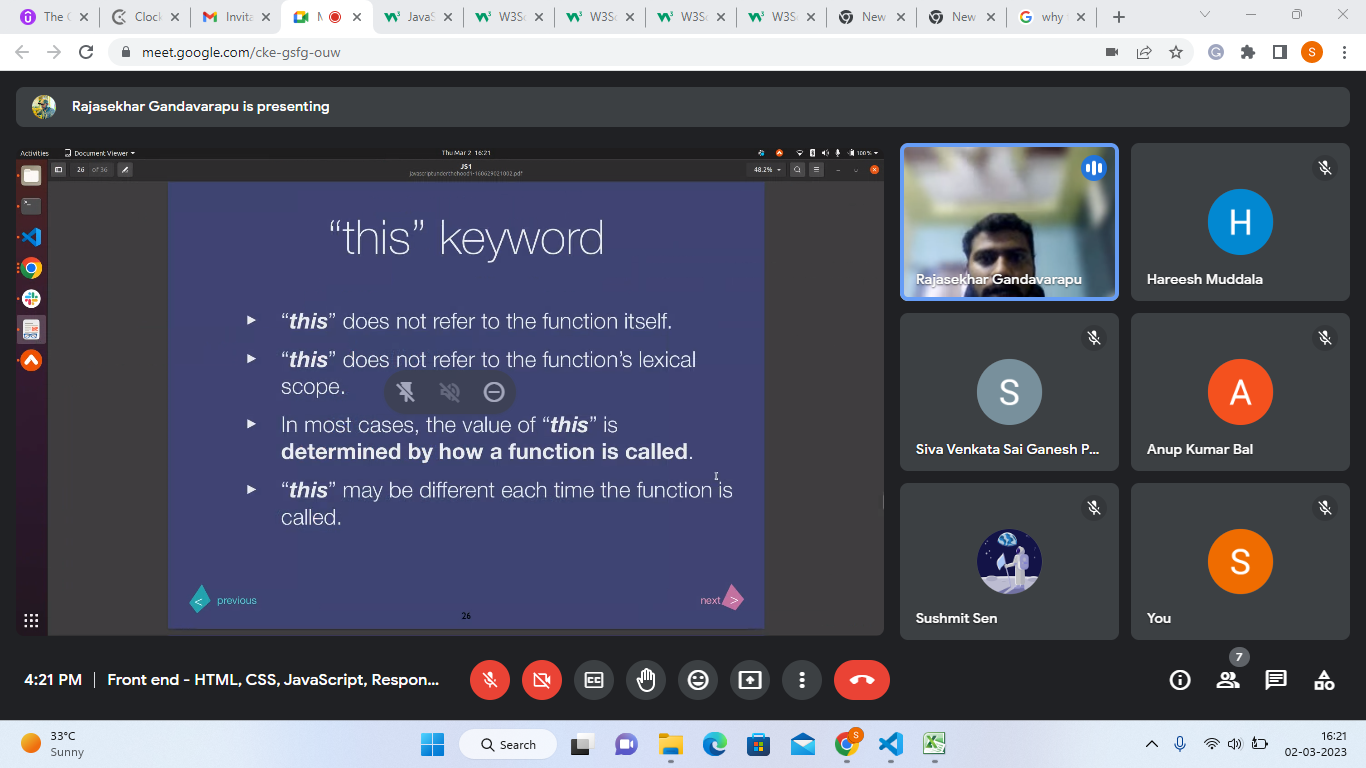 The C
Clock
Invita
M
JavaS
W3Sc
W3Sc
W3Sc
W3Sc
New
New
why
meet.google.com/cke-gsfg-ouw
S
Rajasekhar Gandavarapu is presenting
Activities
Document Viewer
Thu Mar 2 16:21
100 %
26 of 36
JS1
javascriptunderthehood1-160629021002.pdf
48.2%
“this” keyword
“this” does not refer to the function itself.
“this” does not refer to the function’s lexical
scope.
In most cases, the value of “this” is
determined by how a function is called.
“this” may be different each time the function is
called.
< previous
next >
26
Rajasekhar Gandavarapu
H
Hareesh Muddala
S
Siva Venkata Sai Ganesh P...
A
Anup Kumar Bal
Sushmit Sen
S
You
4:21 PM | Front end - HTML, CSS, JavaScript, Respon...
7
33°C
Sunny
Search
S
16:21
02-03-2023